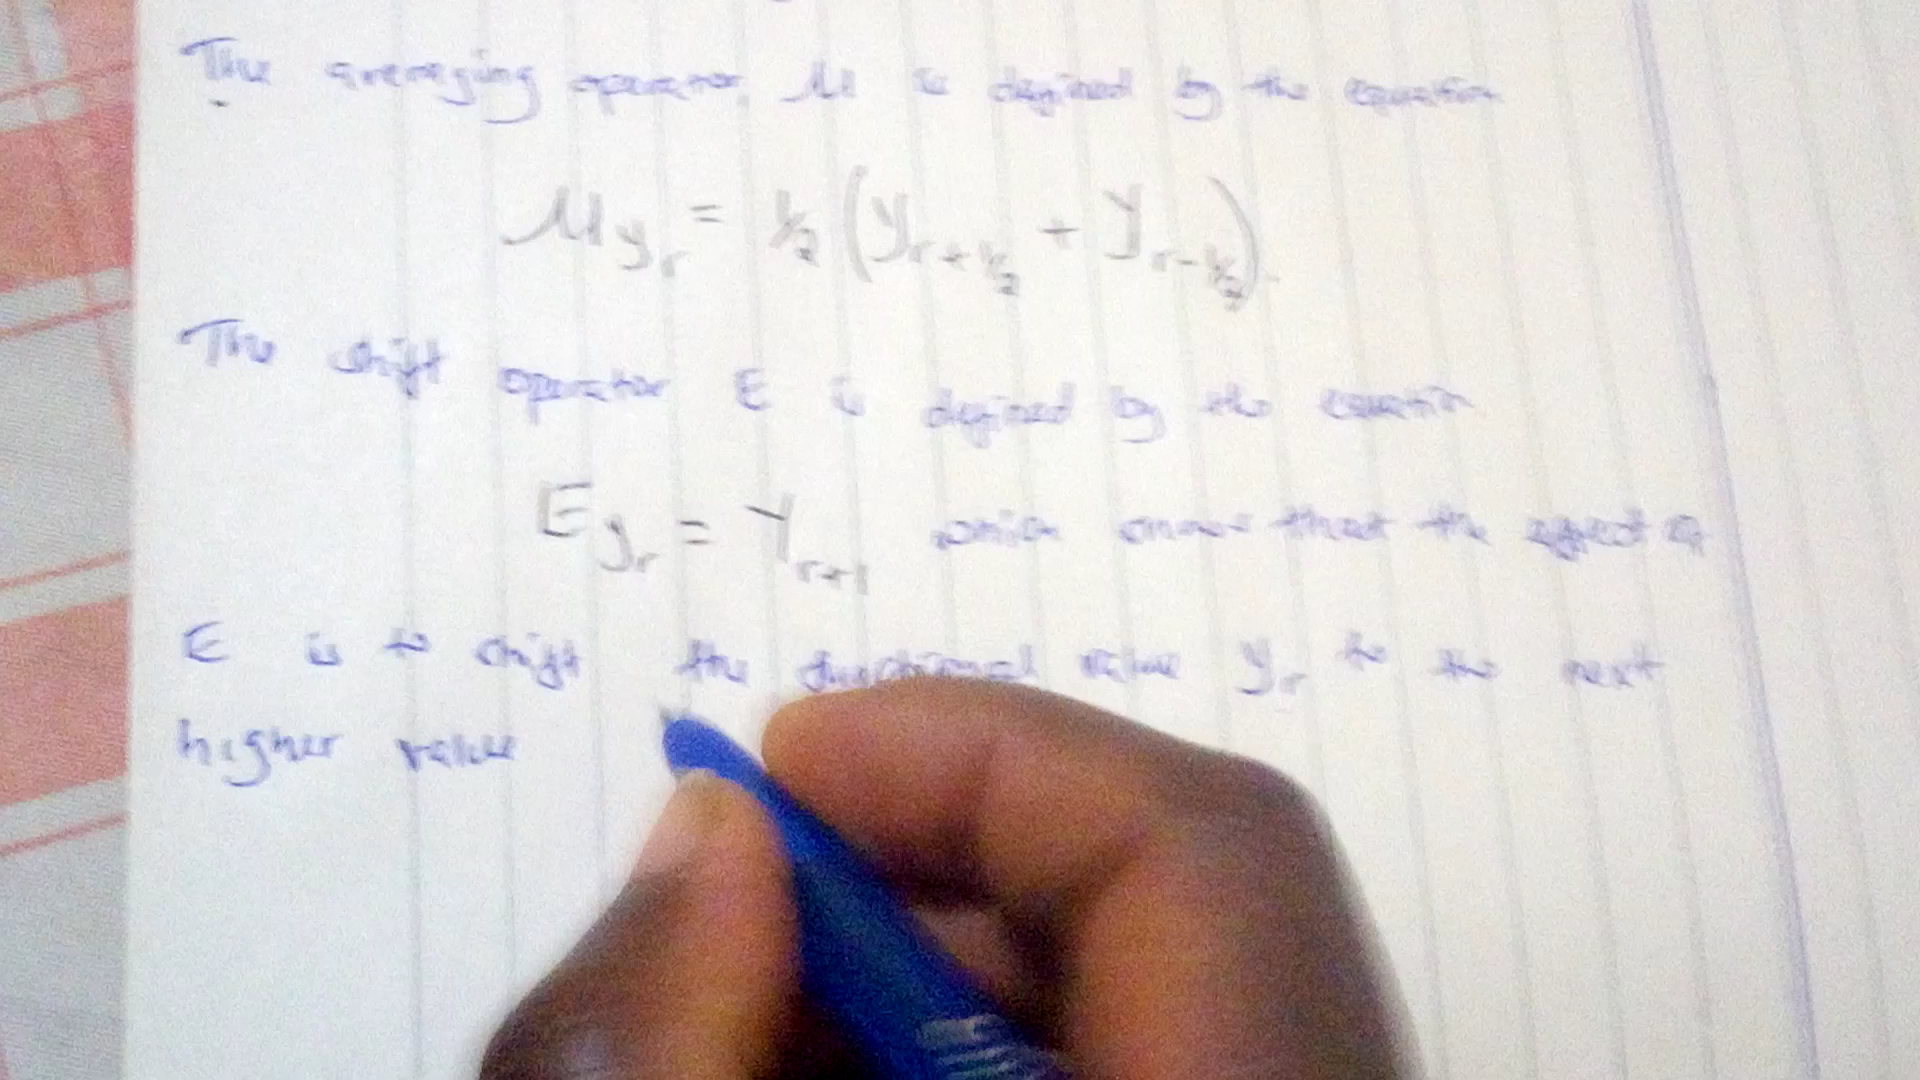 The averaging operator, μ is defined by the equation
μy_r = ½ (y_{r+½} + y_{r-½}).
The shift operator E is defined by the equation
Ey_r = y_{r+1} which shows that the effect of
E is to shift the functional value y_r to the next
higher value